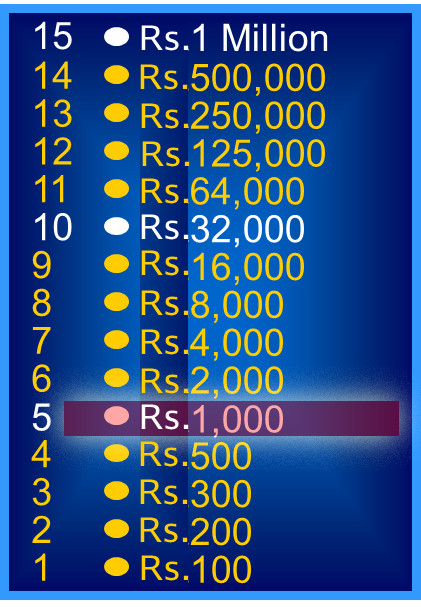 15 Rs.1 Million
14 Rs.500,000
13 Rs.250,000
12 Rs.125,000
11 Rs.64,000
10 Rs.32,000
9 Rs.16,000
8 Rs.8,000
7 Rs.4,000
6 Rs.2,000
5 Rs.1,000
4 Rs.500
3 Rs.300
2 Rs.200
1 Rs.100